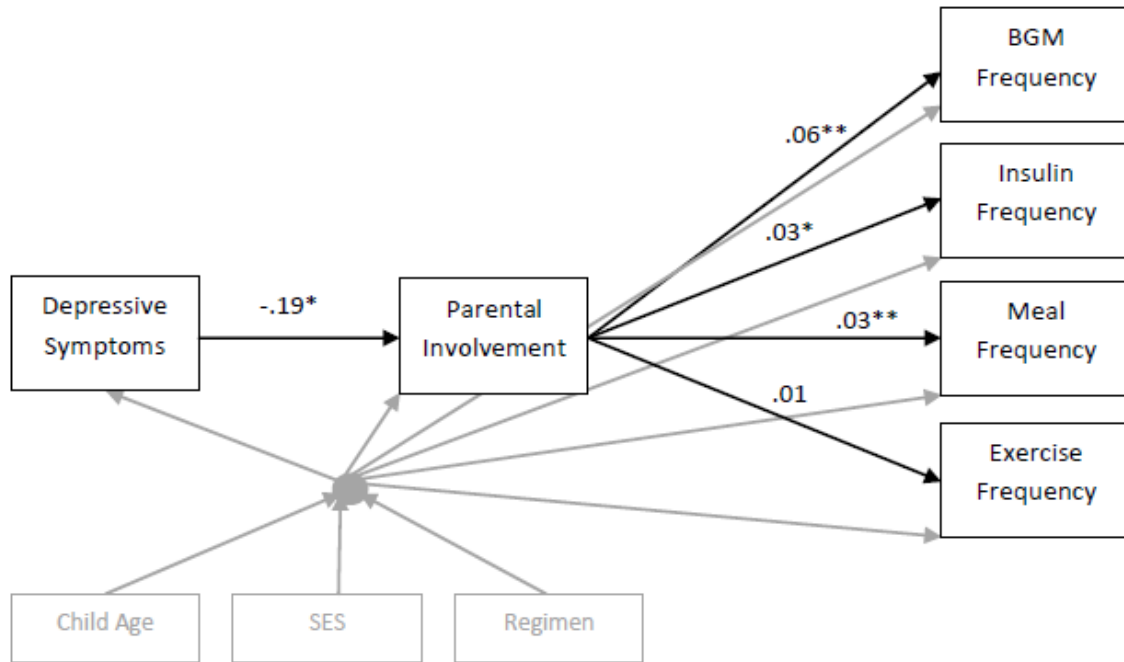 BGM
Frequency
.06**
Insulin
Frequency
.03*
Depressive
Symptoms
-.19*
Parental
Involvement
.03**
Meal
Frequency
.01
Exercise
Frequency
Child Age
SES
Regimen